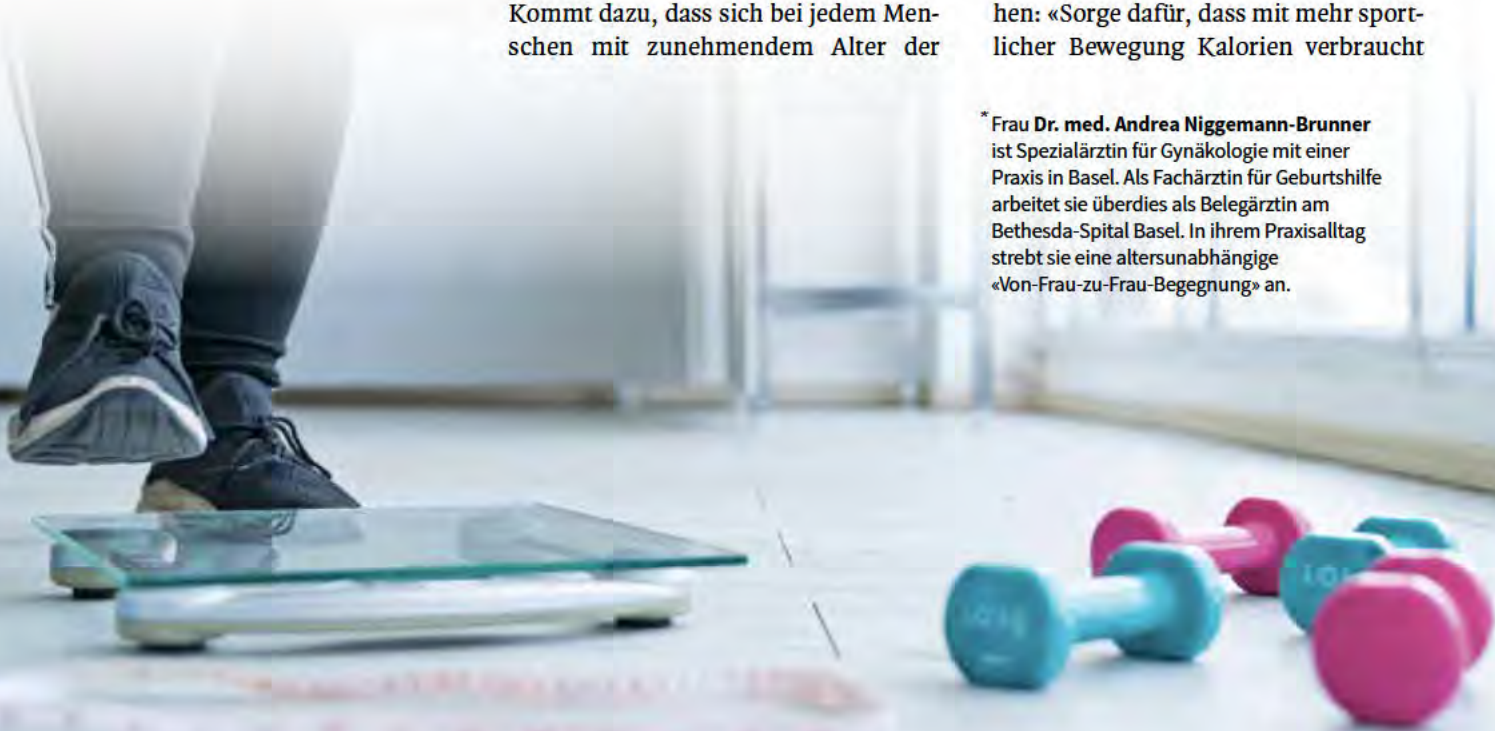 Kommt dazu, dass sich bei jedem Men-
schen mit zunehmendem Alter der
hen: «Sorge dafür, dass mit mehr sport-
licher Bewegung Kalorien verbraucht
* Frau Dr. med. Andrea Niggemann-Brunner
ist Spezialärztin für Gynäkologie mit einer
Praxis in Basel. Als Fachärztin für Geburtshilfe
arbeitet sie überdies als Belegärztin am
Bethesda-Spital Basel. In ihrem Praxisalltag
strebt sie eine altersunabhängige
«Von-Frau-zu-Frau-Begegnung» an.